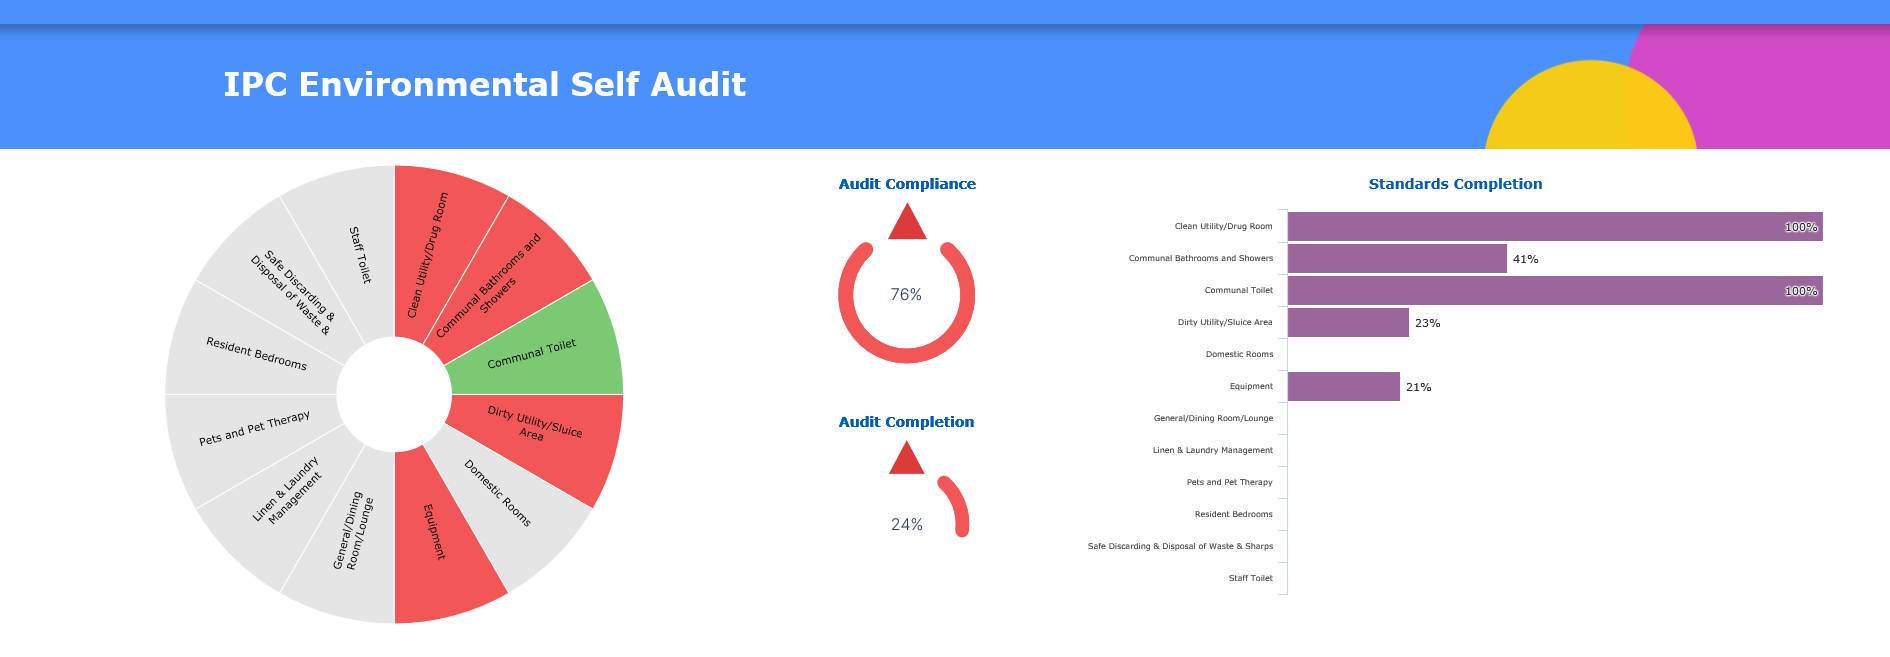 IPC Environmental Self Audit
Staff Toilet
Clean Utility/Drug Room
Communal Bathrooms and
Showers
Communal Toilet
Dirty Utility/Sluice
Area
Domestic Rooms
Equipment
General/Dining
Room/Lounge
Linen & Laundry
Management
Pets and Pet Therapy
Resident Bedrooms
Safe Discarding &
Disposal of Waste &
Audit Compliance
76%
Audit Completion
24%
Standards Completion
Clean Utility/Drug Room 100%
Communal Bathrooms and Showers 41%
Communal Toilet 100%
Dirty Utility/Sluice Area 23%
Domestic Rooms
Equipment 21%
General/Dining Room/Lounge
Linen & Laundry Management
Pets and Pet Therapy
Resident Bedrooms
Safe Discarding & Disposal of Waste & Sharps
Staff Toilet